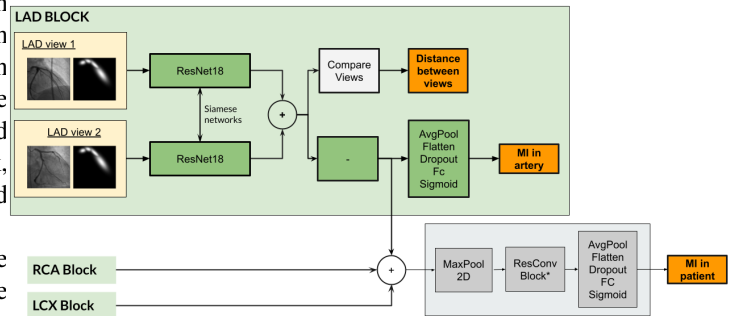 LAD BLOCK
LAD view 1
ResNet18
Compare
Views
Distance
between
views
Siamese
networks
+
LAD view 2
ResNet18
-
AvgPool
Flatten
Dropout
Fc
Sigmoid
MI in
artery
RCA Block
LCX Block
+
MaxPool
2D
ResConv
Block*
AvgPool
Flatten
Dropout
FC
Sigmoid
MI in
patient